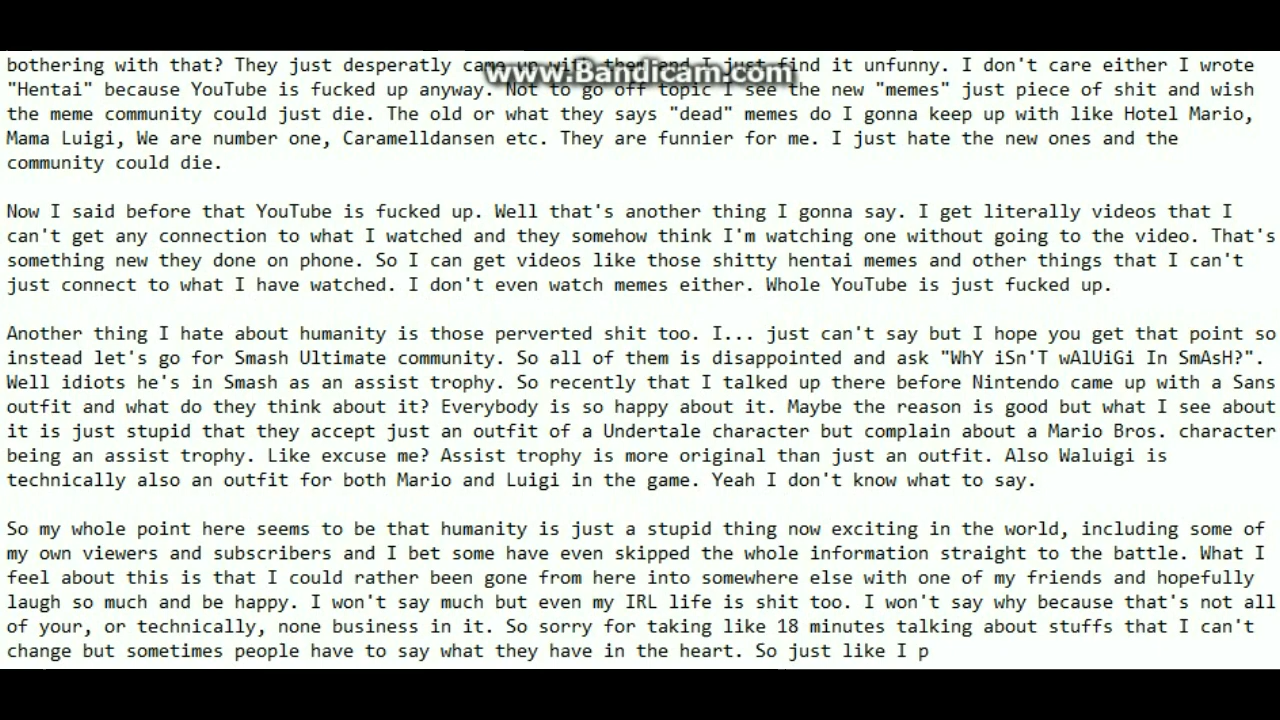 www.Bandicam.com
bothering with that? They just desperatly came up with them and I just find it unfunny. I don't care either I wrote
"Hentai" because YouTube is fucked up anyway. Not to go off topic I see the new "memes" just piece of shit and wish
the meme community could just die. The old or what they says "dead" memes do I gonna keep up with like Hotel Mario,
Mama Luigi, We are number one, Caramelldansen etc. They are funnier for me. I just hate the new ones and the
community could die.
Now I said before that YouTube is fucked up. Well that's another thing I gonna say. I get literally videos that I
can't get any connection to what I watched and they somehow think I'm watching one without going to the video. That's
something new they done on phone. So I can get videos like those shitty hentai memes and other things that I can't
just connect to what I have watched. I don't even watch memes either. Whole YouTube is just fucked up.
Another thing I hate about humanity is those perverted shit too. I... just can't say but I hope you get that point so
instead let's go for Smash Ultimate community. So all of them is disappointed and ask "WhY iSn'T wAlUiGi In SmAsH?".
Well idiots he's in Smash as an assist trophy. So recently that I talked up there before Nintendo came up with a Sans
outfit and what do they think about it? Everybody is so happy about it. Maybe the reason is good but what I see about
it is just stupid that they accept just an outfit of a Undertale character but complain about a Mario Bros. character
being an assist trophy. Like excuse me? Assist trophy is more original than just an outfit. Also Waluigi is
technically also an outfit for both Mario and Luigi in the game. Yeah I don't know what to say.
So my whole point here seems to be that humanity is just a stupid thing now exciting in the world, including some of
my own viewers and subscribers and I bet some have even skipped the whole information straight to the battle. What I
feel about this is that I could rather been gone from here into somewhere else with one of my friends and hopefully
laugh so much and be happy. I won't say much but even my IRL life is shit too. I won't say why because that's not all
of your, or technically, none business in it. So sorry for taking like 18 minutes talking about stuffs that I can't
change but sometimes people have to say what they have in the heart. So just like I p